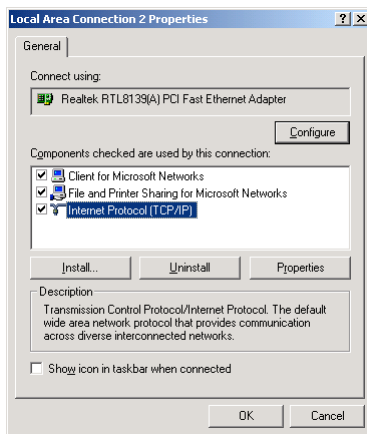 Local Area Connection 2 Properties
General
Connect using:
Realtek RTL8139(A) PCI Fast Ethernet Adapter
Configure
Components checked are used by this connection:
Client for Microsoft Networks
File and Printer Sharing for Microsoft Networks
Internet Protocol (TCP/IP)
Install... Uninstall Properties
Description
Transmission Control Protocol/Internet Protocol. The default
wide area network protocol that provides communication
across diverse interconnected networks.
Show icon in taskbar when connected
OK Cancel